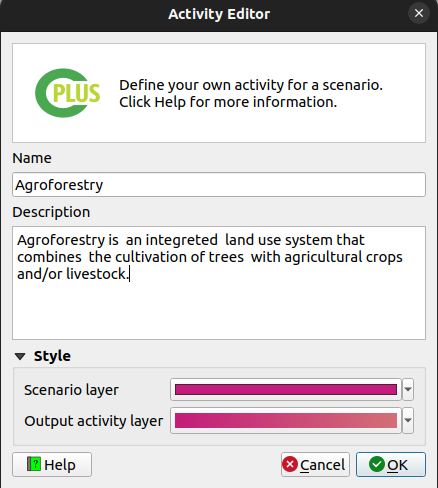 Activity Editor
CPLUS
Define your own activity for a scenario.
Click Help for more information.
Name
Agroforestry
Description
Agroforestry is  an integreted  land use system that
combines  the cultivation of trees  with agricultural crops
and/or livestock.
Style
Scenario layer
Output activity layer
Help
Cancel
OK